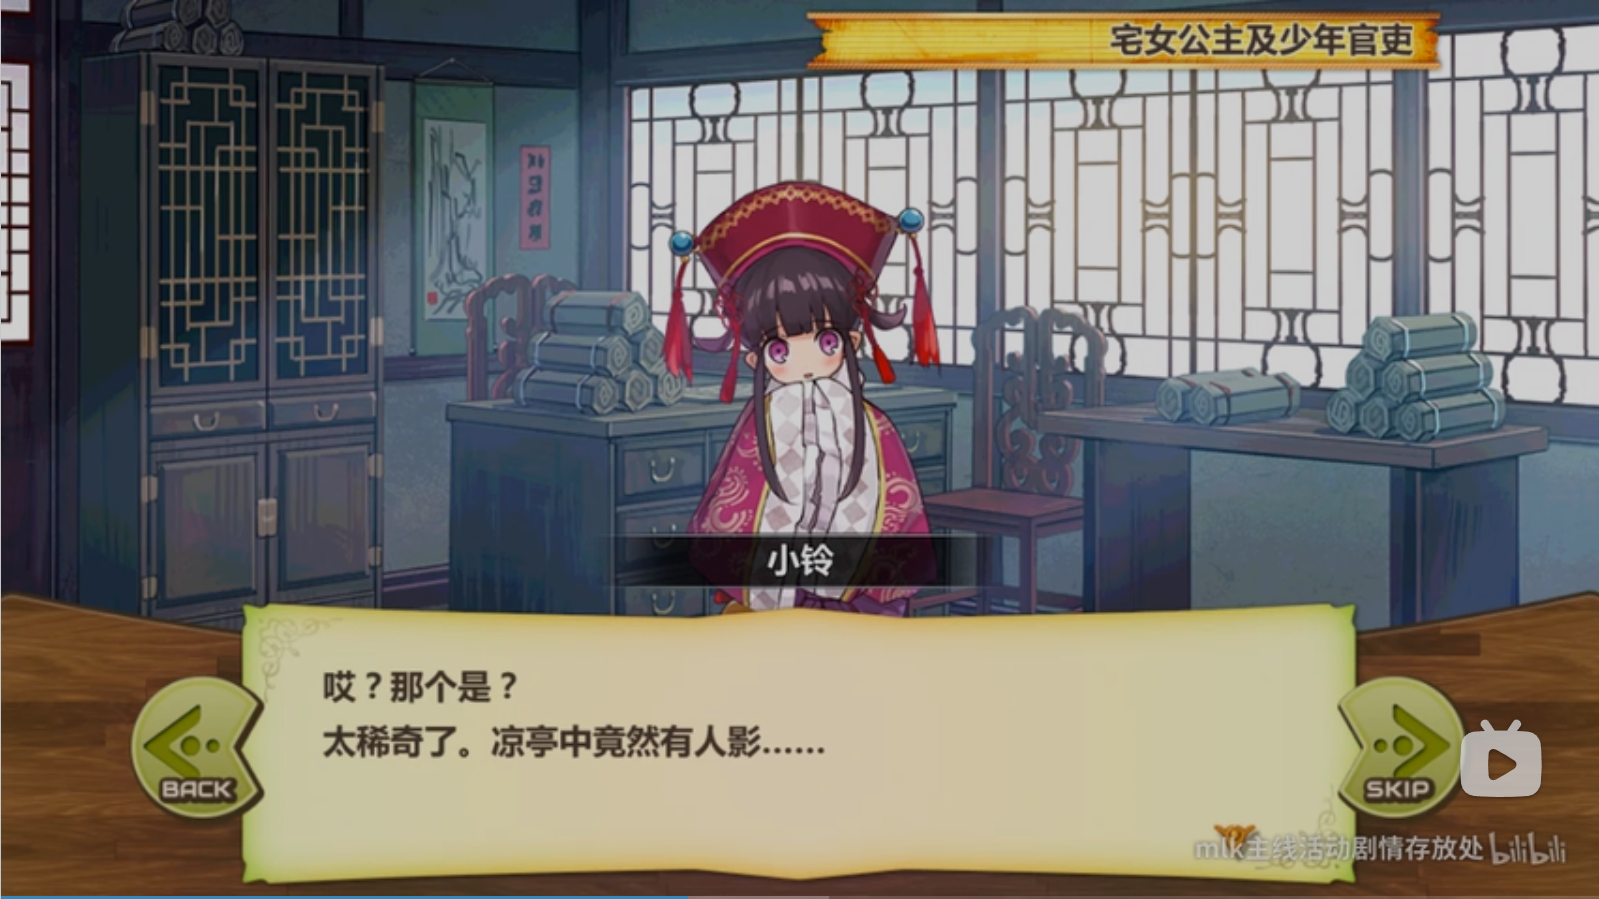 宅女公主及少年官吏
小铃
哎？那个是？
太稀奇了。凉亭中竟然有人影……
BACK
SKIP
mlk主线活动剧情存放处 bilibili